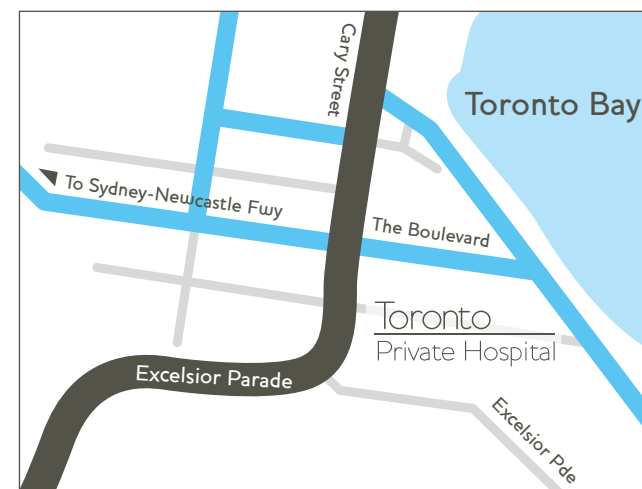 Cary Street
Toronto Bay
To Sydney-Newcastle Fwy
The Boulevard
Toronto
Private Hospital
Excelsior Parade
Excelsior Pde